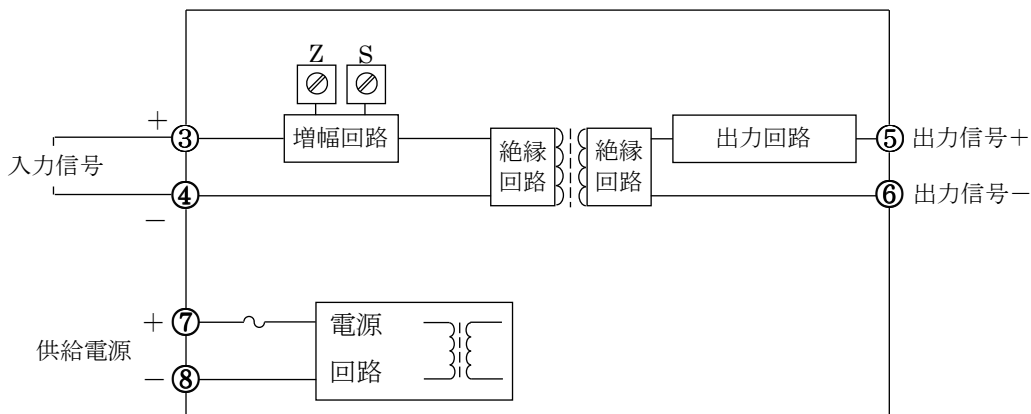 Z S
+
③ 増幅回路
入力信号
④
−
絶縁
回路
絶縁
回路
出力回路
⑤ 出力信号+
⑥ 出力信号−
+ ⑦
供給電源
− ⑧
電源
回路